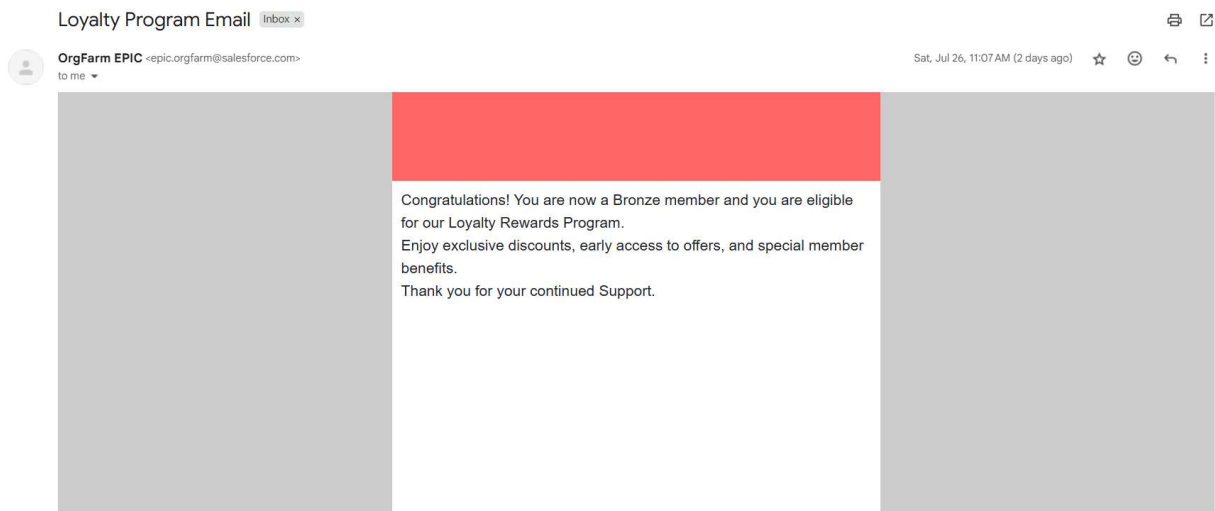 Loyalty Program Email Inbox ×
OrgFarm EPIC <epic.orgfarm@salesforce.com> Sat, Jul 26, 11:07 AM (2 days ago)
to me
Congratulations! You are now a Bronze member and you are eligible
for our Loyalty Rewards Program.
Enjoy exclusive discounts, early access to offers, and special member
benefits.
Thank you for your continued Support.